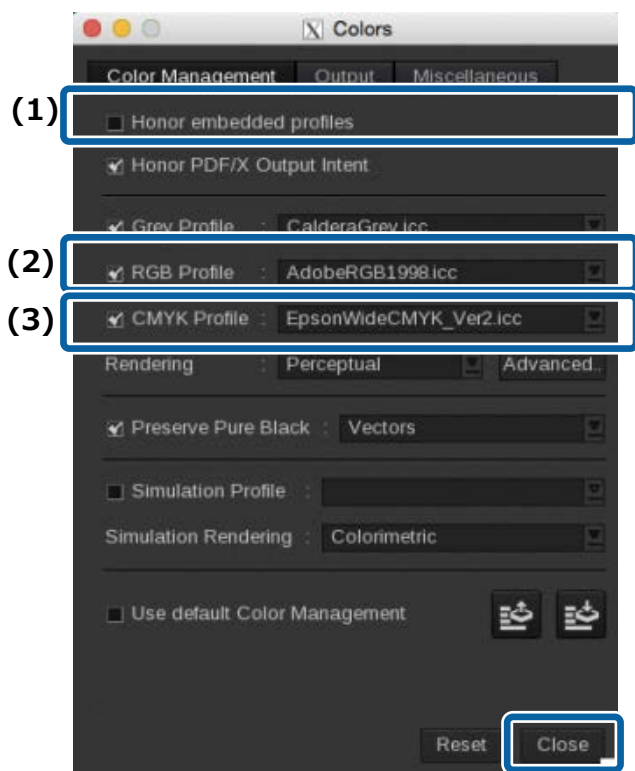 Colors
Color Management Output Miscellaneous
(1) Honor embedded profiles
Honor PDF/X Output Intent
Grey Profile : CalderaGrey.icc
(2) RGB Profile : AdobeRGB1998.icc
(3) CMYK Profile : EpsonWideCMYK_Ver2.icc
Rendering : Perceptual Advanced..
Preserve Pure Black : Vectors
Simulation Profile :
Simulation Rendering : Colorimetric
Use default Color Management
Reset Close